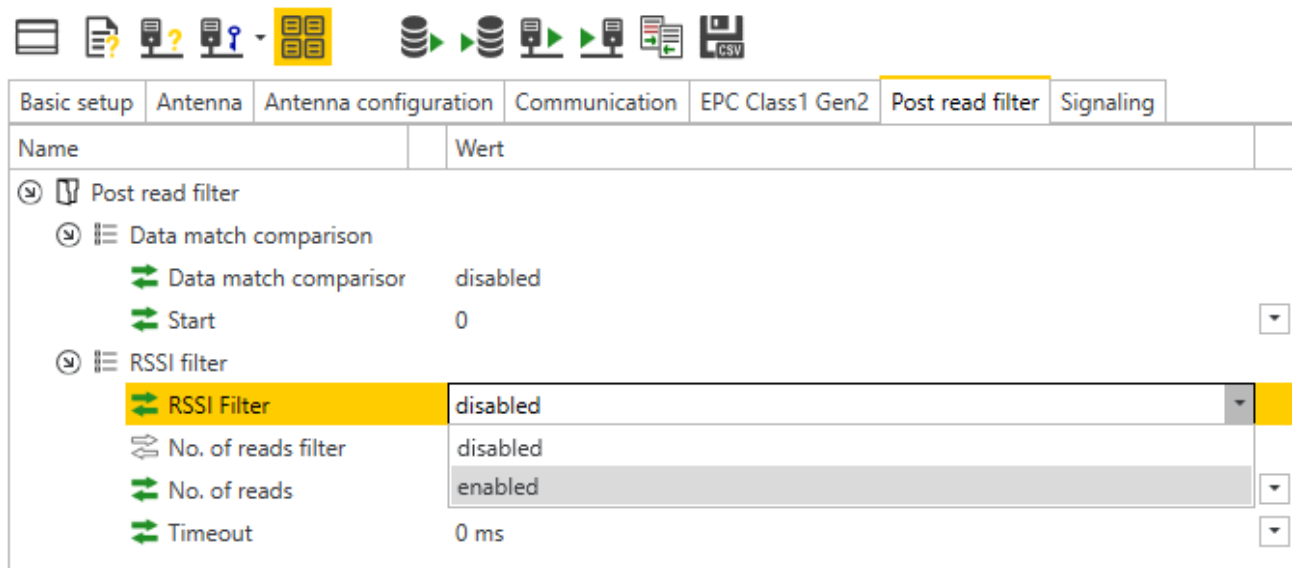 CSV
Basic setup Antenna Antenna configuration Communication EPC Class1 Gen2 Post read filter Signaling
Name Wert
Post read filter
Data match comparison
Data match comparisor disabled
Start 0
RSSI filter
RSSI Filter disabled
No. of reads filter disabled
No. of reads enabled
Timeout 0 ms